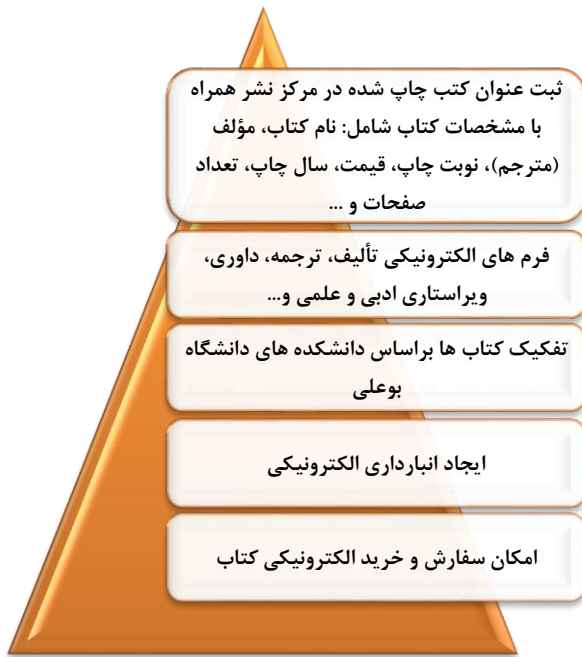 ثبت عنوان کتب چاپ شده در مرکز نشر همراه
با مشخصات کتاب شامل: نام کتاب، مؤلف
(مترجم)، نوبت چاپ، قیمت، سال چاپ، تعداد
صفحات و ...
فرم های الکترونیکی تألیف، ترجمه، داوری،
ویراستاری ادبی و علمی و...
تفکیک کتاب ها براساس دانشکده های دانشگاه
بوعلی
ایجاد انبارداری الکترونیکی
امکان سفارش و خرید الکترونیکی کتاب